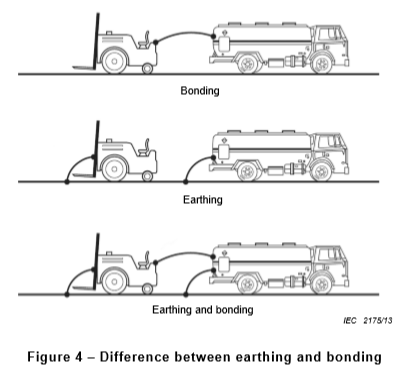 Bonding
Earthing
Earthing and bonding
IEC 2175/13
Figure 4 – Difference between earthing and bonding